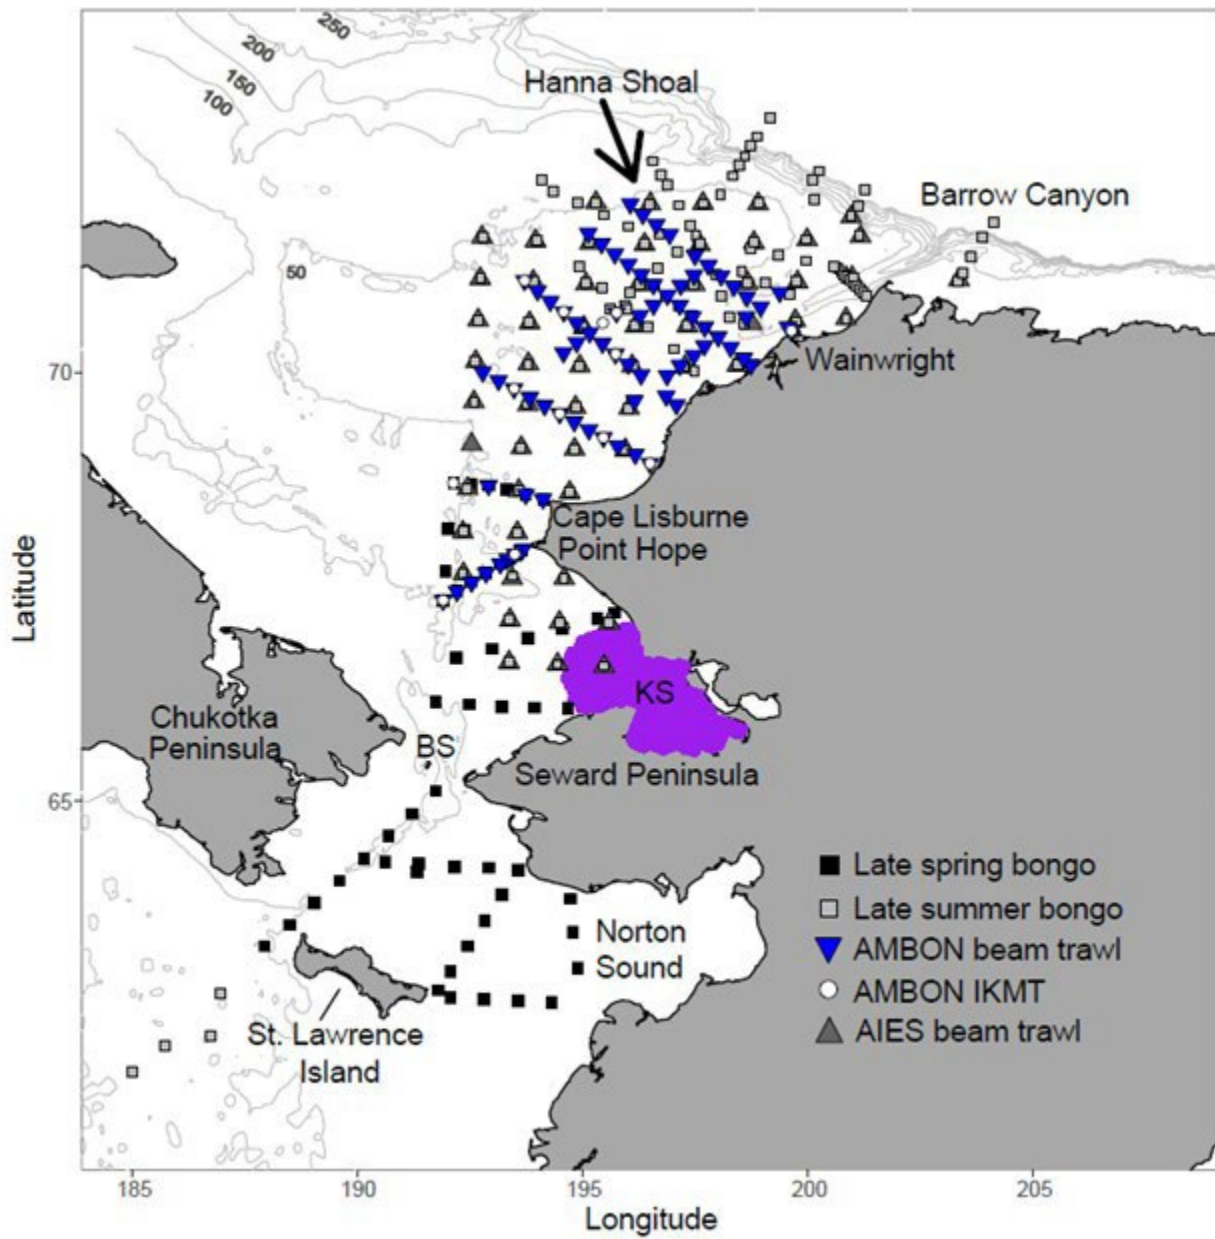 250
200
150
100
Hanna Shoal
Barrow Canyon
50
70
Wainwright
Cape Lisburne
Point Hope
Latitude
KS
Chukotka
Peninsula
BS
Seward Peninsula
65
Late spring bongo
Late summer bongo
AMBON beam trawl
AMBON IKMT
AIES beam trawl
Norton
Sound
St. Lawrence
Island
185
190
195
200
205
Longitude